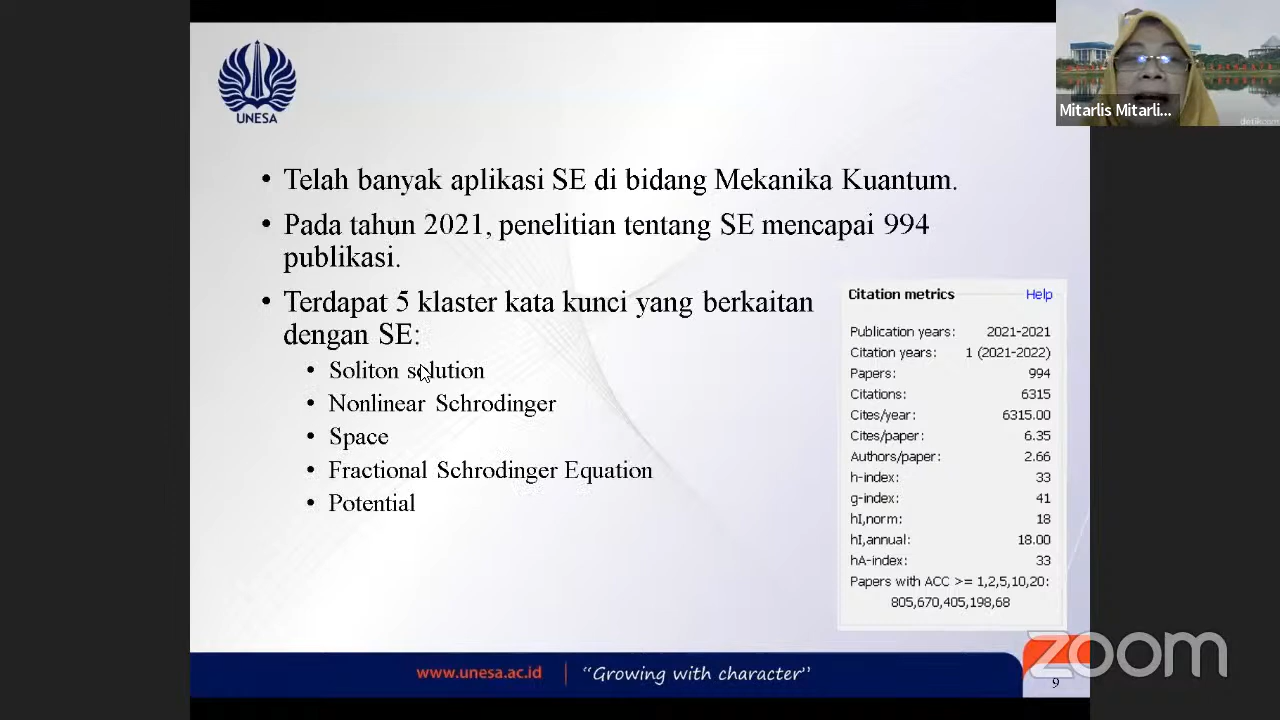 UNESA
Mitarlis Mitarli...
detikcom
• Telah banyak aplikasi SE di bidang Mekanika Kuantum.
• Pada tahun 2021, penelitian tentang SE mencapai 994
publikasi.
• Terdapat 5 klaster kata kunci yang berkaitan
dengan SE:
• Soliton solution
• Nonlinear Schrodinger
• Space
• Fractional Schrodinger Equation
• Potential
Citation metrics Help
Publication years: 2021-2021
Citation years: 1 (2021-2022)
Papers: 994
Citations: 6315
Cites/year: 6315.00
Cites/paper: 6.35
Authors/paper: 2.66
h-index: 33
g-index: 41
hI,norm: 18
hI,annual: 18.00
hA-index: 33
Papers with ACC >= 1,2,5,10,20:
805,670,405,198,68
www.unesa.ac.id “Growing with character”
zoom
9